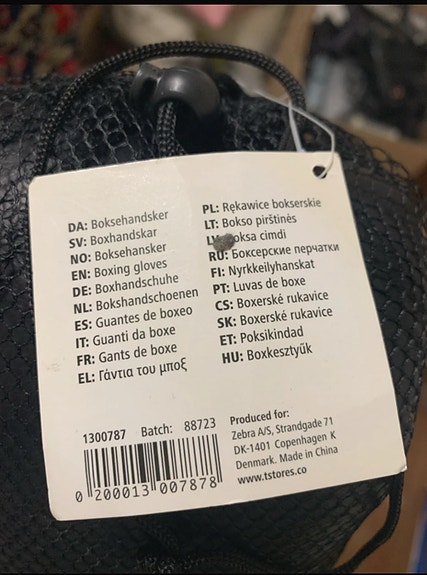 DA: Boksehandsker
SV: Boxhandskar
NO: Boksehansker
EN: Boxing gloves
DE: Boxhandschuhe
NL: Bokshandschoenen
ES: Guantes de boxeo
IT: Guanti da boxe
FR: Gants de boxe
EL: Γάντια του μποξ
PL: Rękawice bokserskie
LT: Bokso pirštinės
cimdi
RU: Боксерские перчатки
FI: Nyrkkeilyhanskat
PT: Luvas de boxe
CS: Boxerské rukavice
SK: Boxerské rukavice
ET: Poksikindad
HU: Boxkesztyűk
1300787 Batch: 88723
0 200013 007878
Produced for:
Zebra A/S, Strandgade 71
DK-1401 Copenhagen K
Denmark. Made in China
www.tstores.co